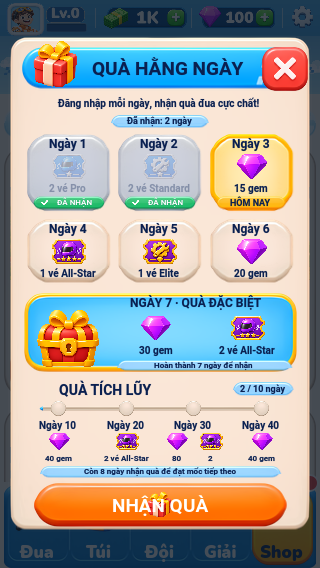 Lv.0
1K
100
QUÀ HẰNG NGÀY
Đăng nhập mỗi ngày, nhận quà đua cực chất!
Đã nhận: 2 ngày
Ngày 1
2 vé Pro
ĐÃ NHẬN
Ngày 2
2 vé Standard
ĐÃ NHẬN
Ngày 3
15 gem
HÔM NAY
Ngày 4
1 vé All-Star
Ngày 5
1 vé Elite
Ngày 6
20 gem
NGÀY 7 · QUÀ ĐẶC BIỆT
30 gem
2 vé All-Star
Hoàn thành 7 ngày để nhận
QUÀ TÍCH LŨY
2 / 10 ngày
Ngày 10
40 gem
Ngày 20
2 vé All-Star
Ngày 30
80
2
Ngày 40
40 gem
Còn 8 ngày nhận quà để đạt mốc tiếp theo
NHẬN QUÀ
Đua
Túi
Đội
Giải
Shop